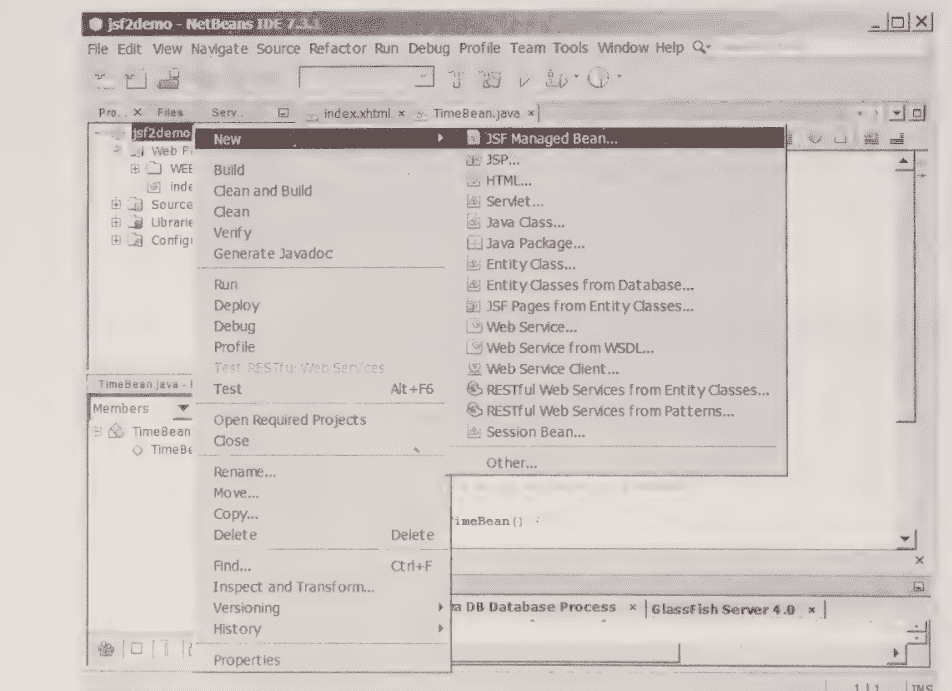 jsf2demo - NetBeans IDE 7.3.1
File Edit View Navigate Source Refactor Run Debug Profile Team Tools Window Help
Pro... Files Serv... index.xhtml TimeBean.java
jsf2demo
Web
WEE
inde
Source
Librarie
Config
New
Build
Clean and Build
Clean
Verify
Generate Javadoc
Run
Deploy
Debug
Profile
Test RESTful Web Services
Test Alt+F6
Open Required Projects
Close
Rename...
Move...
Copy...
Delete Delete
Find... Ctrl+F
Inspect and Transform...
Versioning
History
Properties
JSF Managed Bean...
JSP...
HTML...
Servlet...
Java Class...
Java Package...
Entity Class...
Entity Classes from Database...
JSF Pages from Entity Classes...
Web Service...
Web Service from WSDL...
Web Service Client...
RESTful Web Services from Entity Classes...
RESTful Web Services from Patterns...
Session Bean...
Other...
TimeBean.java -
Members
TimeBean
TimeBe
TimeBean()
DB Database Process GlassFish Server 4.0
1 | 1 INS